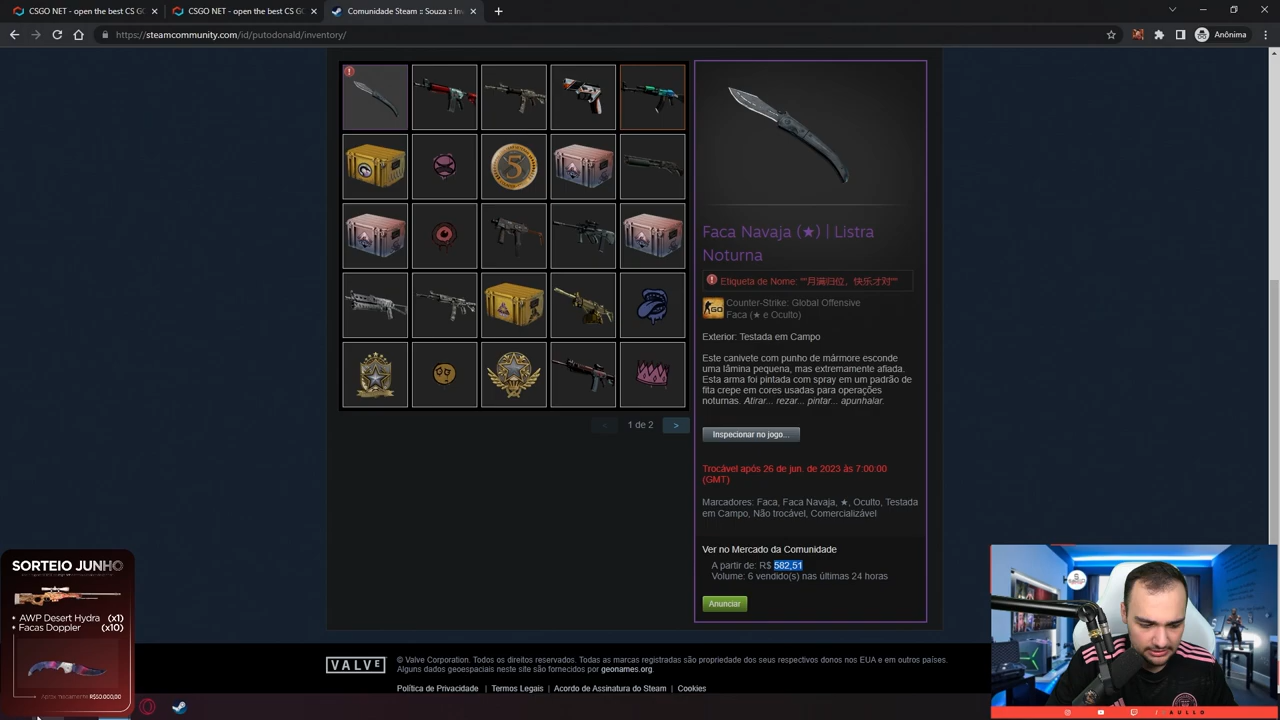 CSGO NET - open the best CS G
CSGO NET - open the best CS G
Comunidade Steam :: Souza :: Inv
https://steamcommunity.com/id/putodonald/inventory/
Anônima
5
1 de 2
Faca Navaja (★) | Listra
Noturna
Etiqueta de Nome: ""月满归位，快乐才对""
GO
Counter-Strike: Global Offensive
Faca (★ e Oculto)
Exterior: Testada em Campo
Este canivete com punho de mármore esconde
uma lâmina pequena, mas extremamente afiada.
Esta arma foi pintada com spray em um padrão de
fita crepe em cores usadas para operações
noturnas. Atirar... rezar... pintar... apunhalar.
Inspecionar no jogo...
Trocável após 26 de jun. de 2023 às 7:00:00
(GMT)
Marcadores: Faca, Faca Navaja, ★, Oculto, Testada
em Campo, Não trocável, Comercializável
Ver no Mercado da Comunidade
A partir de: R$ 582,51
Volume: 6 vendido(s) nas últimas 24 horas
Anunciar
SORTEIO JUNHO
• AWP Desert Hydra (x1)
• Facas Doppler (x10)
VALVE
© Valve Corporation. Todos os direitos reservados. Todas as marcas registradas são propriedade dos seus respectivos donos nos EUA e em outros países.
Alguns dados geoespaciais neste site são fornecidos por geonames.org.
Política de Privacidade | Termos Legais | Acordo de Assinatura do Steam | Cookies
AULLO